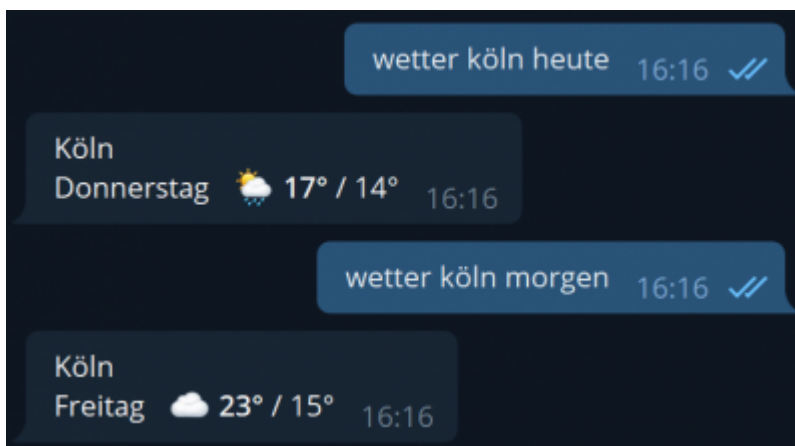 wetter köln heute 16:16
Köln
Donnerstag 🌦 17° / 14° 16:16
wetter köln morgen 16:16
Köln
Freitag ☁ 23° / 15° 16:16